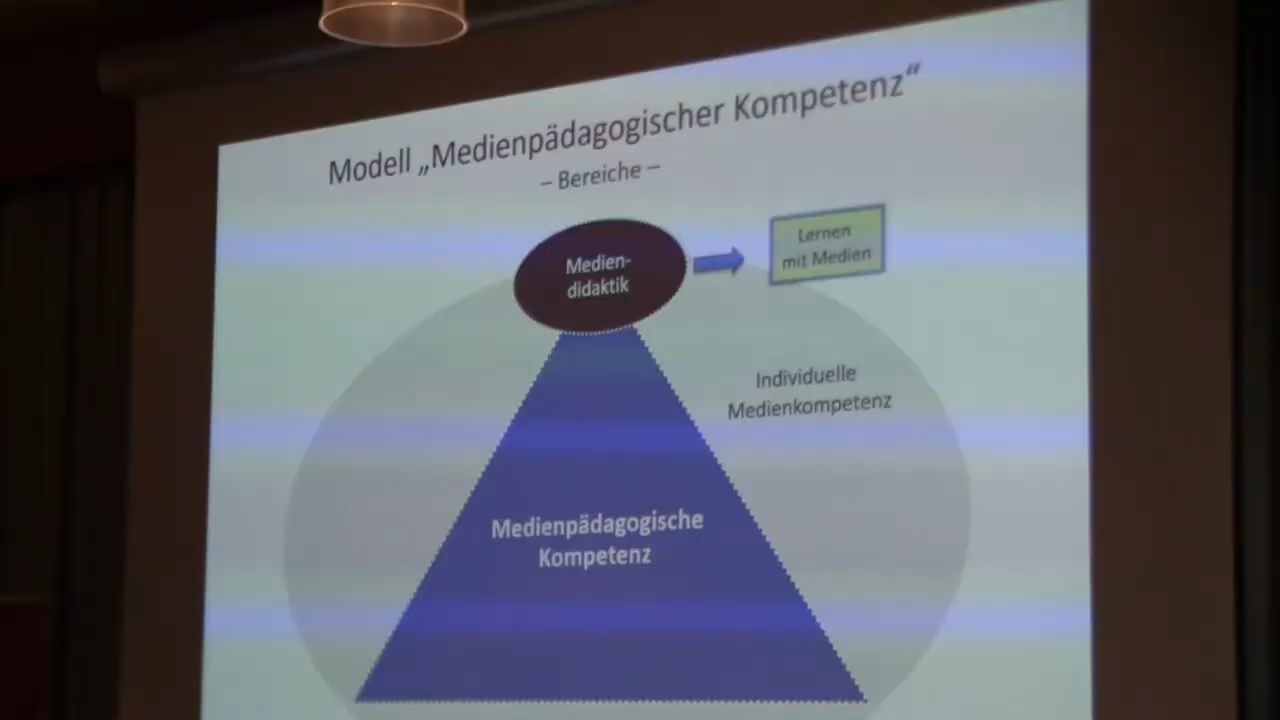 Modell „Medienpädagogischer Kompetenz“
– Bereiche –
Medien-
didaktik
Lernen
mit Medien
Individuelle
Medienkompetenz
Medienpädagogische
Kompetenz